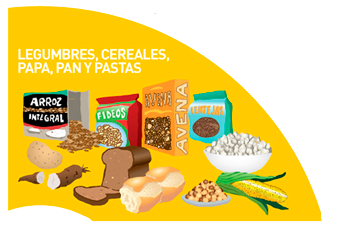 LEGUMBRES, CEREALES,
PAPA, PAN Y PASTAS
ARROZ
INTEGRAL
FIDEOS
AVENA